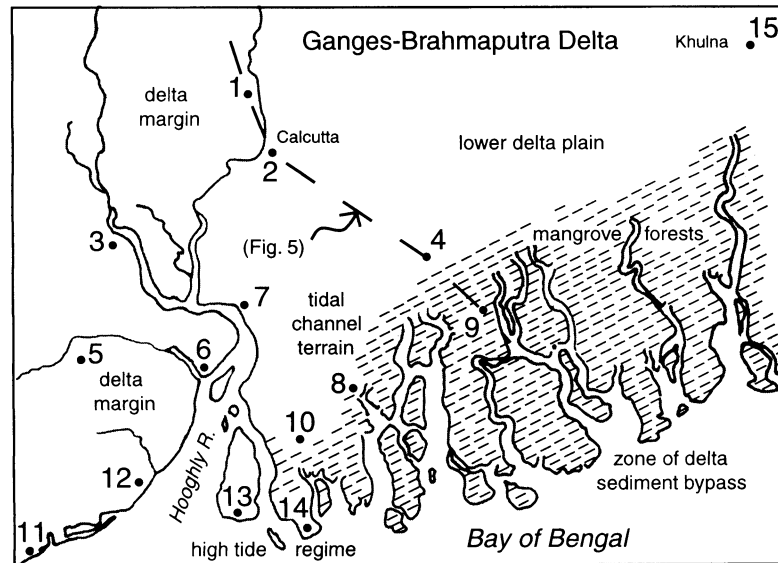 Ganges-Brahmaputra Delta
15
Khulna
1
delta
margin
Calcutta
2
lower delta plain
3
(Fig. 5)
4
mangrove forests
7
tidal
channel
terrain
9
5
6
delta
margin
8
10
Hooghly R.
12
13
14
zone of delta
sediment bypass
11
high tide regime
Bay of Bengal